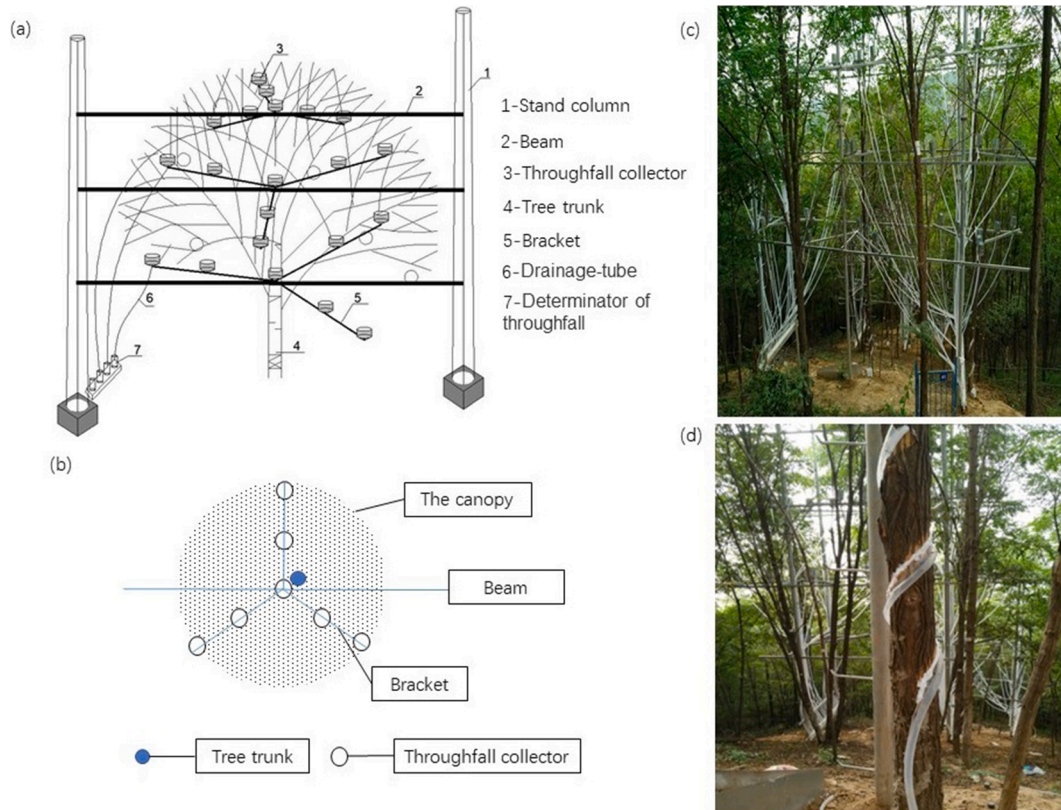 (a)
3
1
2
6
5
7
4
1-Stand column
2-Beam
3-Throughfall collector
4-Tree trunk
5-Bracket
6-Drainage-tube
7-Determinator of
throughfall
(b)
The canopy
Beam
Bracket
Tree trunk
Throughfall collector
(c)
(d)